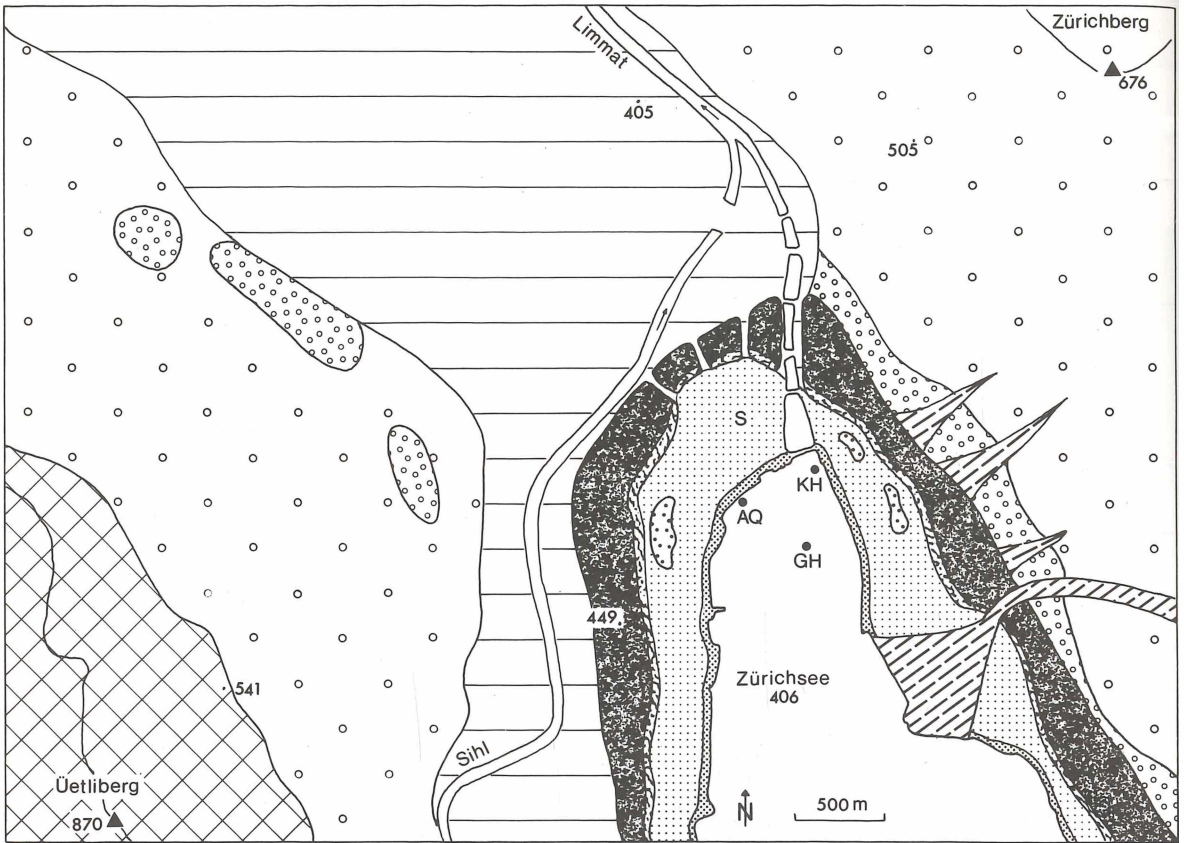 Zürichberg
676
Limmat
405
505
S
KH
AQ
GH
449
Zürichsee
406
541
Sihl
Üetliberg
870
N
500 m